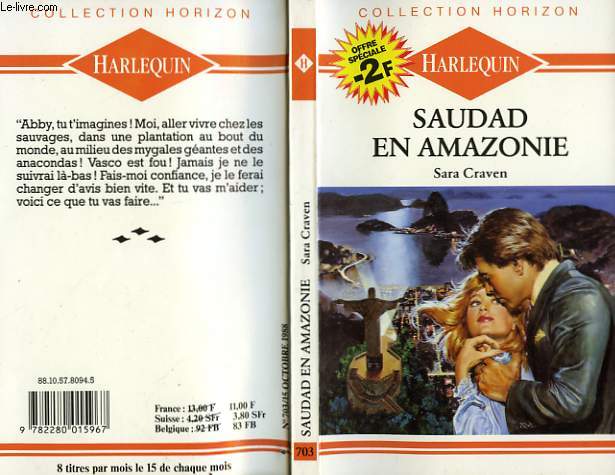 Le-livre.com
COLLECTION HORIZON
HARLEQUIN
“Abby, tu t'imagines! Moi, aller vivre chez les
sauvages, dans une plantation au bout du
monde, au milieu des mygales géantes et des
anacondas! Vasco est fou! Jamais je ne le
suivrai là-bas! Fais-moi confiance, je le ferai
changer d'avis bien vite. Et tu vas m'aider;
voici ce que tu vas faire...”
88.10.57.8094.5
9 782280 015967
France: 13,00 F 11,00 F
Suisse: 4,20 SFr 3,80 SFr
Belgique: 92 FB 83 FB
8 titres par mois le 15 de chaque mois
H
Sara Craven
SAUDAD EN AMAZONIE
N° 703/15 OCTOBRE 1988
703
COLLECTION HORIZON
OFFRE
SPÉCIALE
-2F
HARLEQUIN
SAUDAD
EN AMAZONIE
Sara Craven